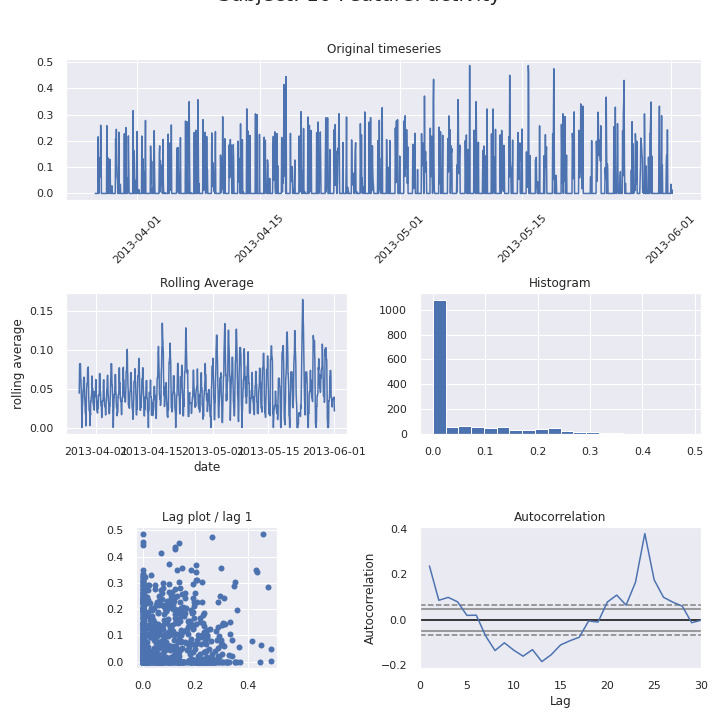 Original timeseries
0.5
0.4
0.3
0.2
0.1
0.0
2013-04-01
2013-04-15
2013-05-01
2013-05-15
2013-06-01
Rolling Average
rolling average
0.15
0.10
0.05
0.00
2013-04-01 2013-04-15 2013-05-01 2013-05-15 2013-06-01
date
Histogram
1000
800
600
400
200
0
0.0 0.1 0.2 0.3 0.4 0.5
Lag plot / lag 1
0.5
0.4
0.3
0.2
0.1
0.0
0.0 0.2 0.4
Autocorrelation
Autocorrelation
0.4
0.2
0.0
−0.2
0 5 10 15 20 25 30
Lag